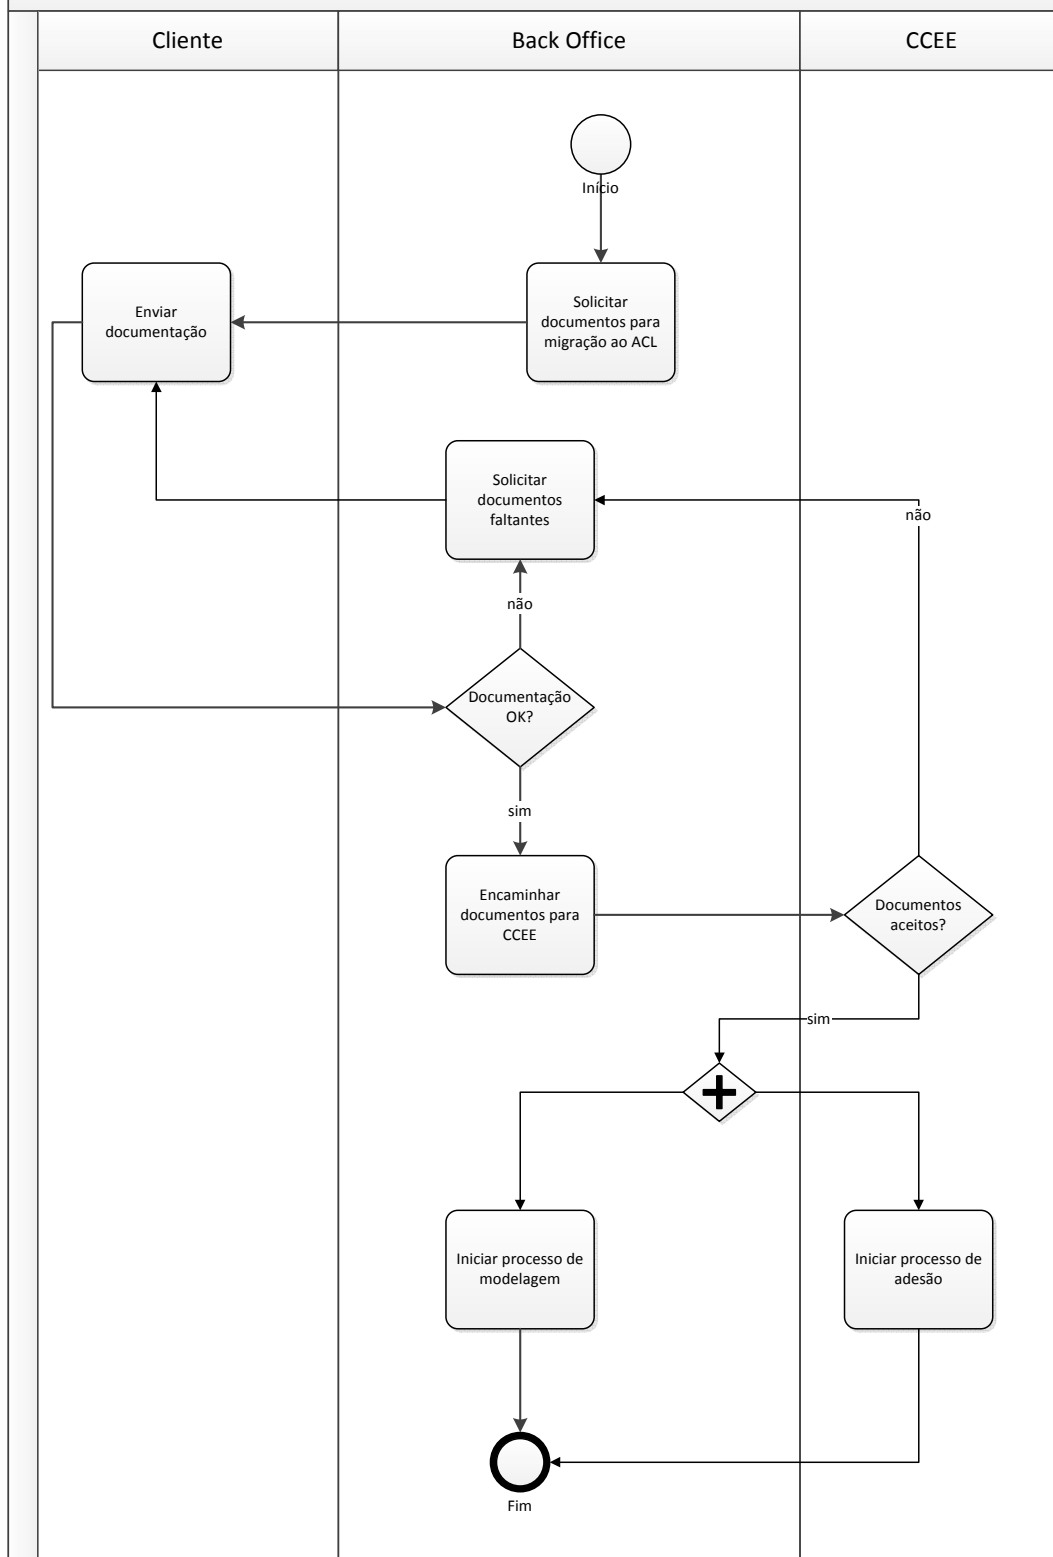 Cliente
Back Office
CCEE
Início
Enviar
documentação
Solicitar
documentos para
migração ao ACL
Solicitar
documentos
faltantes
não
não
Documentação
OK?
sim
Encaminhar
documentos para
CCEE
Documentos
aceitos?
sim
Iniciar processo de
modelagem
Iniciar processo de
adesão
Fim